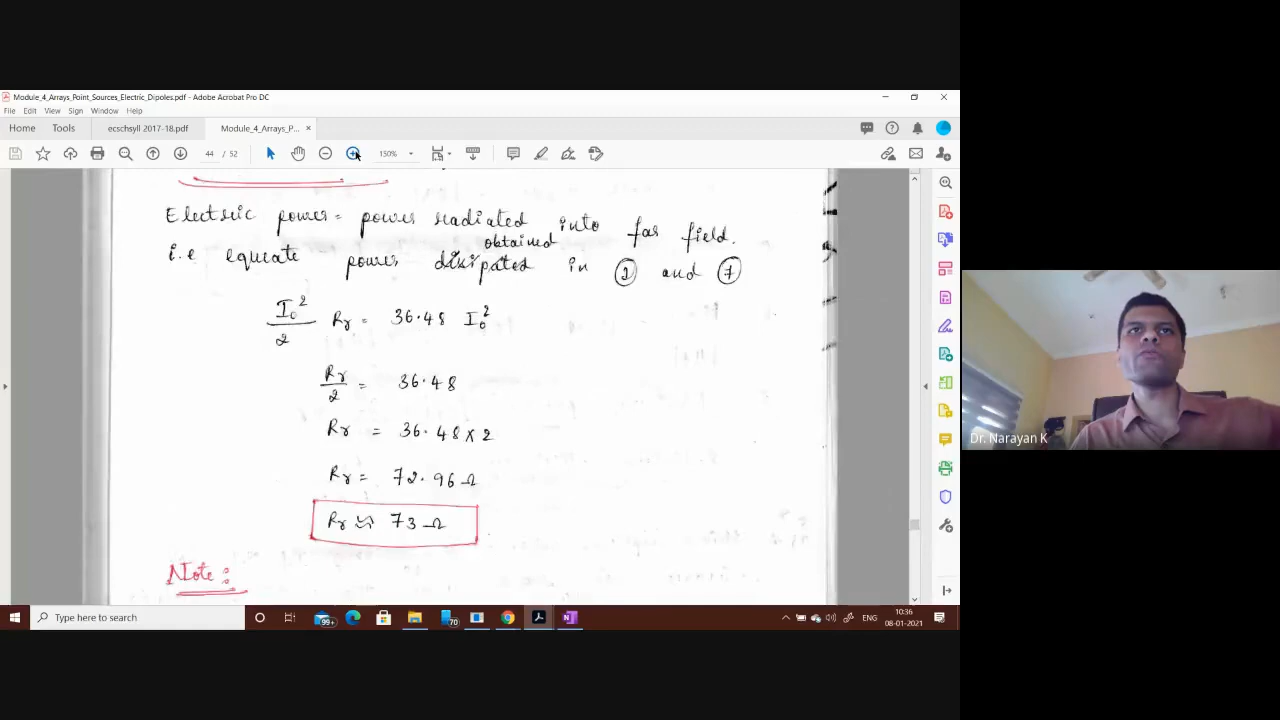 Module_4_Arrays_Point_Sources_Electric_Dipoles.pdf - Adobe Acrobat Pro DC
File Edit View Sign Window Help
Home Tools ecschsyll 2017-18.pdf Module_4_Arrays_P... ×
44 / 52 150%
Electric power = power radiated into far field.
obtained
i.e equate power dissipated in 2 and 7
I₀²/2 Rr = 36.48 I₀²
Rr/2 = 36.48
Rr = 36.48 x 2
Rr = 72.96 Ω
Rr ≈ 73 Ω
Note:
Dr. Narayan K
Type here to search
99+
70
ENG
10:36
08-01-2021